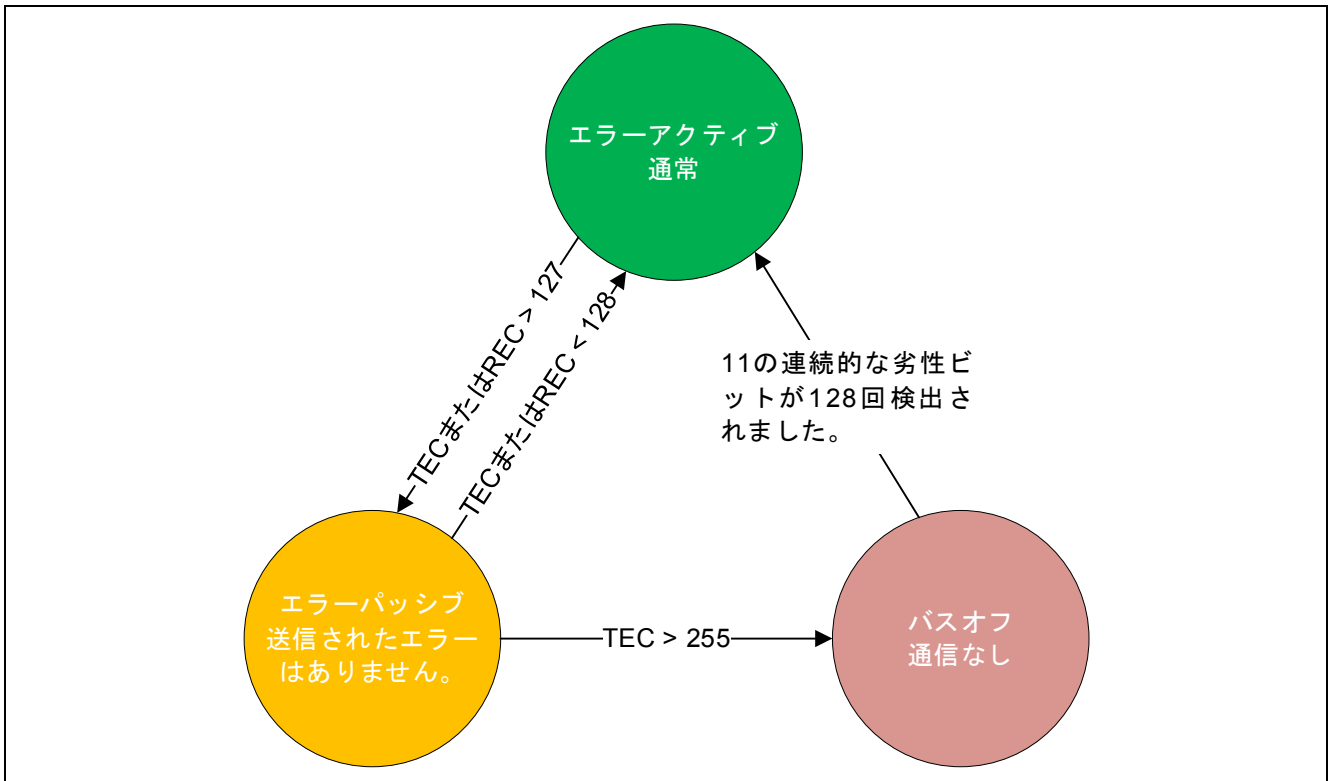 エラーアクティブ
通常
TECまたはREC > 127
TECまたはREC < 128
11の連続的な劣性ビ
ットが128回検出さ
れました。
エラーパッシブ
送信されたエラー
はありません。
TEC > 255
バスオフ
通信なし